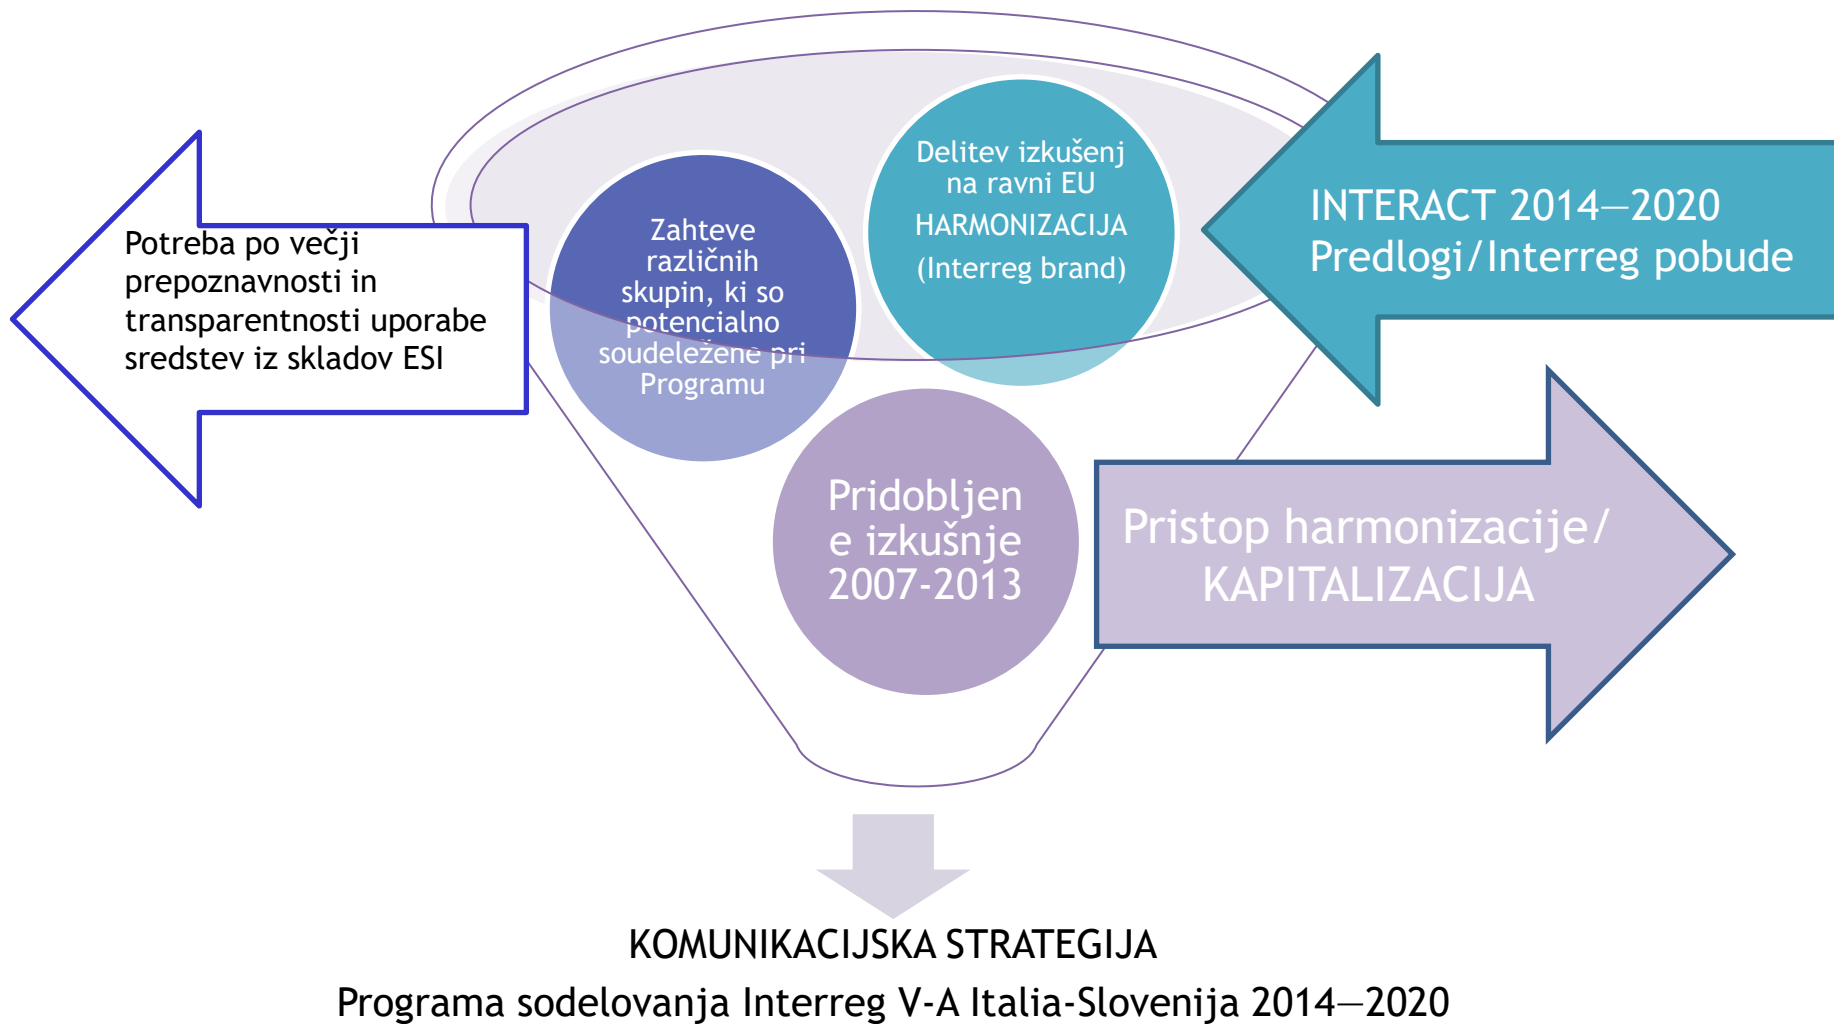 Delitev izkušenj
na ravni EU
HARMONIZACIJA
(Interreg brand)
INTERACT 2014—2020
Predlogi/Interreg pobude
Zahteve
različnih
skupin, ki so
potencialno
soudeležene pri
Programu
Potreba po večji
prepoznavnosti in
transparentnosti uporabe
sredstev iz skladov ESI
Pridobljen
e izkušnje
2007-2013
Pristop harmonizacije/
KAPITALIZACIJA
KOMUNIKACIJSKA STRATEGIJA
Programa sodelovanja Interreg V-A Italia-Slovenija 2014—2020